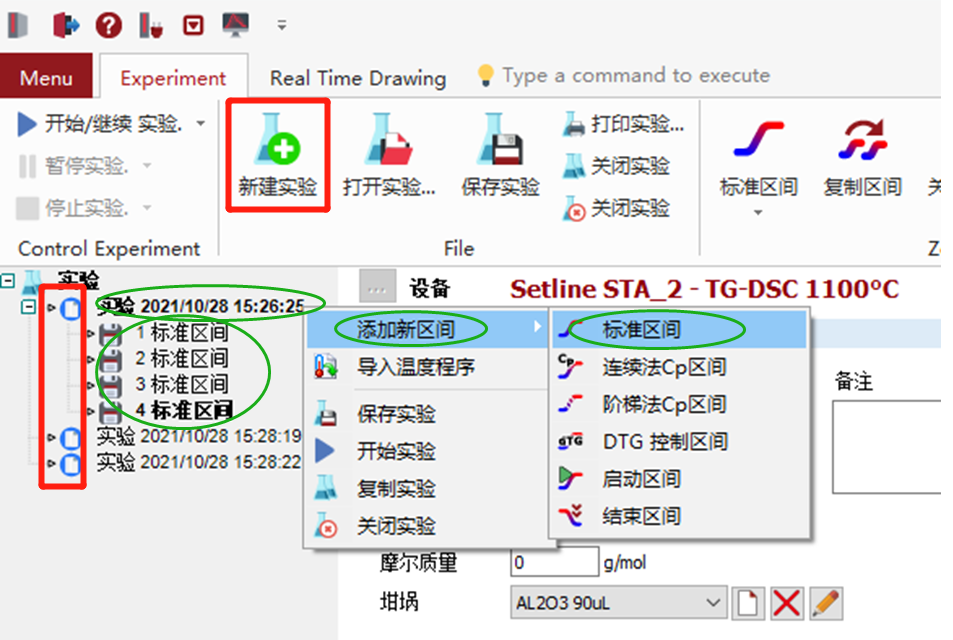 Menu Experiment Real Time Drawing Type a command to execute
开始/继续 实验.
暂停实验.
停止实验.
Control Experiment
新建实验 打开实验... 保存实验
打印实验...
关闭实验
关闭实验
File
标准区间 复制区间 关
Z
实验
实验 2021/10/28 15:26:25
1 标准区间
2 标准区间
3 标准区间
4 标准区间
实验 2021/10/28 15:28:19
实验 2021/10/28 15:28:22
... 设备 Setline STA_2 - TG-DSC 1100°C
添加新区间
导入温度程序
保存实验
开始实验
复制实验
关闭实验
标准区间
Cp 连续法Cp区间
阶梯法Cp区间
dTG DTG 控制区间
启动区间
结束区间
备注
摩尔质量 0 g/mol
坩埚 AL2O3 90uL